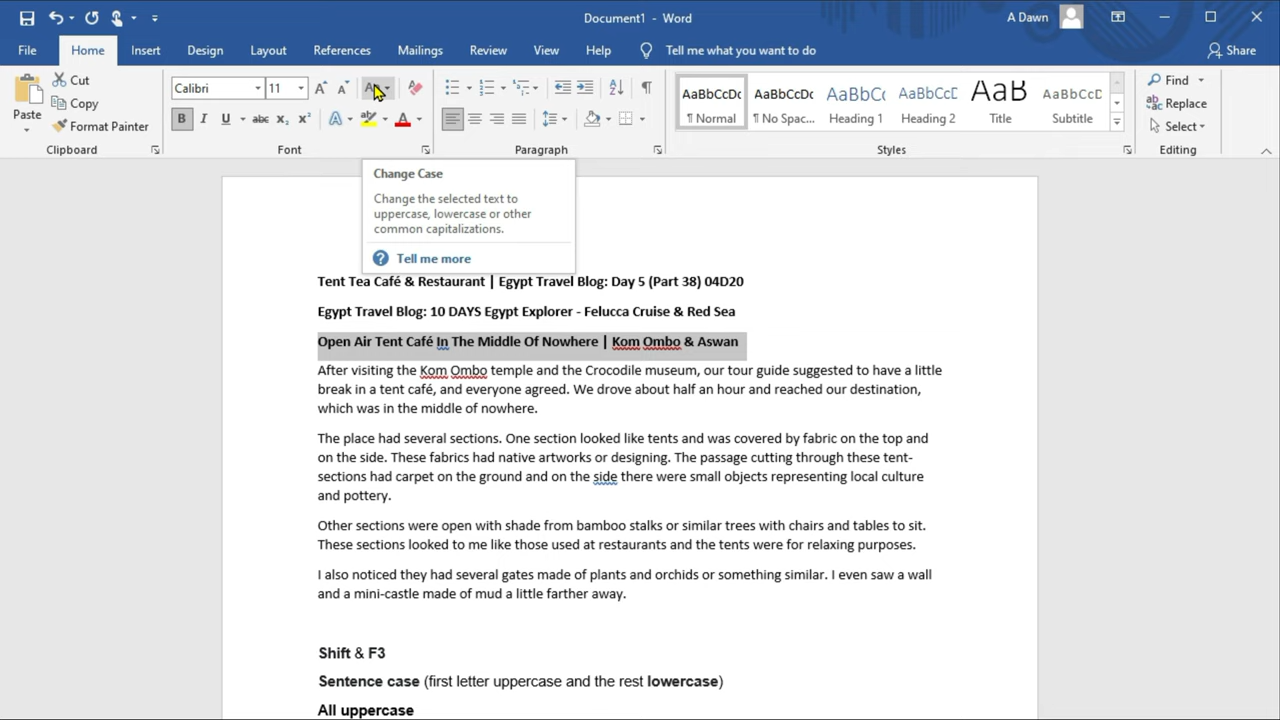 Document1 - Word
A Dawn
File Home Insert Design Layout References Mailings Review View Help Tell me what you want to do Share
Paste
Cut
Copy
Format Painter
Clipboard
Calibri 11
B I U abc x₂ x²
Font
Paragraph
AaBbCcDc
¶ Normal
AaBbCcDc
¶ No Spac...
AaBbCc
Heading 1
AaBbCcD
Heading 2
AaB
Title
AaBbCcD
Subtitle
Styles
Find
Replace
Select
Editing
Change Case
Change the selected text to
uppercase, lowercase or other
common capitalizations.
Tell me more
Tent Tea Café & Restaurant | Egypt Travel Blog: Day 5 (Part 38) 04D20
Egypt Travel Blog: 10 DAYS Egypt Explorer - Felucca Cruise & Red Sea
Open Air Tent Café In The Middle Of Nowhere | Kom Ombo & Aswan
After visiting the Kom Ombo temple and the Crocodile museum, our tour guide suggested to have a little
break in a tent café, and everyone agreed. We drove about half an hour and reached our destination,
which was in the middle of nowhere.
The place had several sections. One section looked like tents and was covered by fabric on the top and
on the side. These fabrics had native artworks or designing. The passage cutting through these tent-
sections had carpet on the ground and on the side there were small objects representing local culture
and pottery.
Other sections were open with shade from bamboo stalks or similar trees with chairs and tables to sit.
These sections looked to me like those used at restaurants and the tents were for relaxing purposes.
I also noticed they had several gates made of plants and orchids or something similar. I even saw a wall
and a mini-castle made of mud a little farther away.
Shift & F3
Sentence case (first letter uppercase and the rest lowercase)
All uppercase